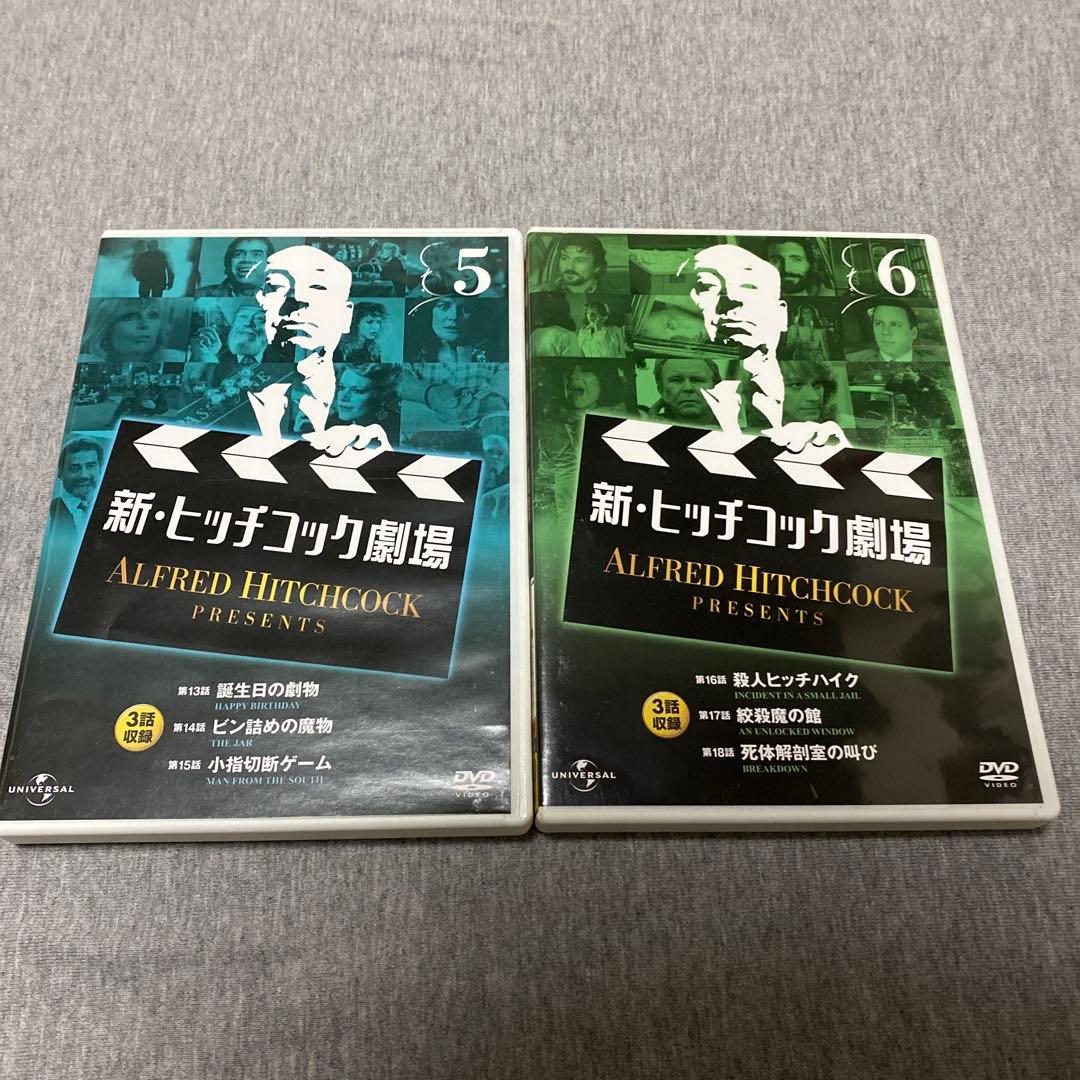 5
新・ヒッチコック劇場
ALFRED HITCHCOCK
PRESENTS
3話
収録
第13話 誕生日の劇物
HAPPY BIRTHDAY
第14話 ビン詰めの魔物
THE JAR
第15話 小指切断ゲーム
MAN FROM THE SOUTH
UNIVERSAL
DVD
VIDEO
6
新・ヒッチコック劇場
ALFRED HITCHCOCK
PRESENTS
3話
収録
第16話 殺人ヒッチハイク
INCIDENT IN A SMALL JAIL
第17話 絞殺魔の館
AN UNLOCKED WINDOW
第18話 死体解剖室の叫び
BREAKDOWN
UNIVERSAL
DVD
VIDEO